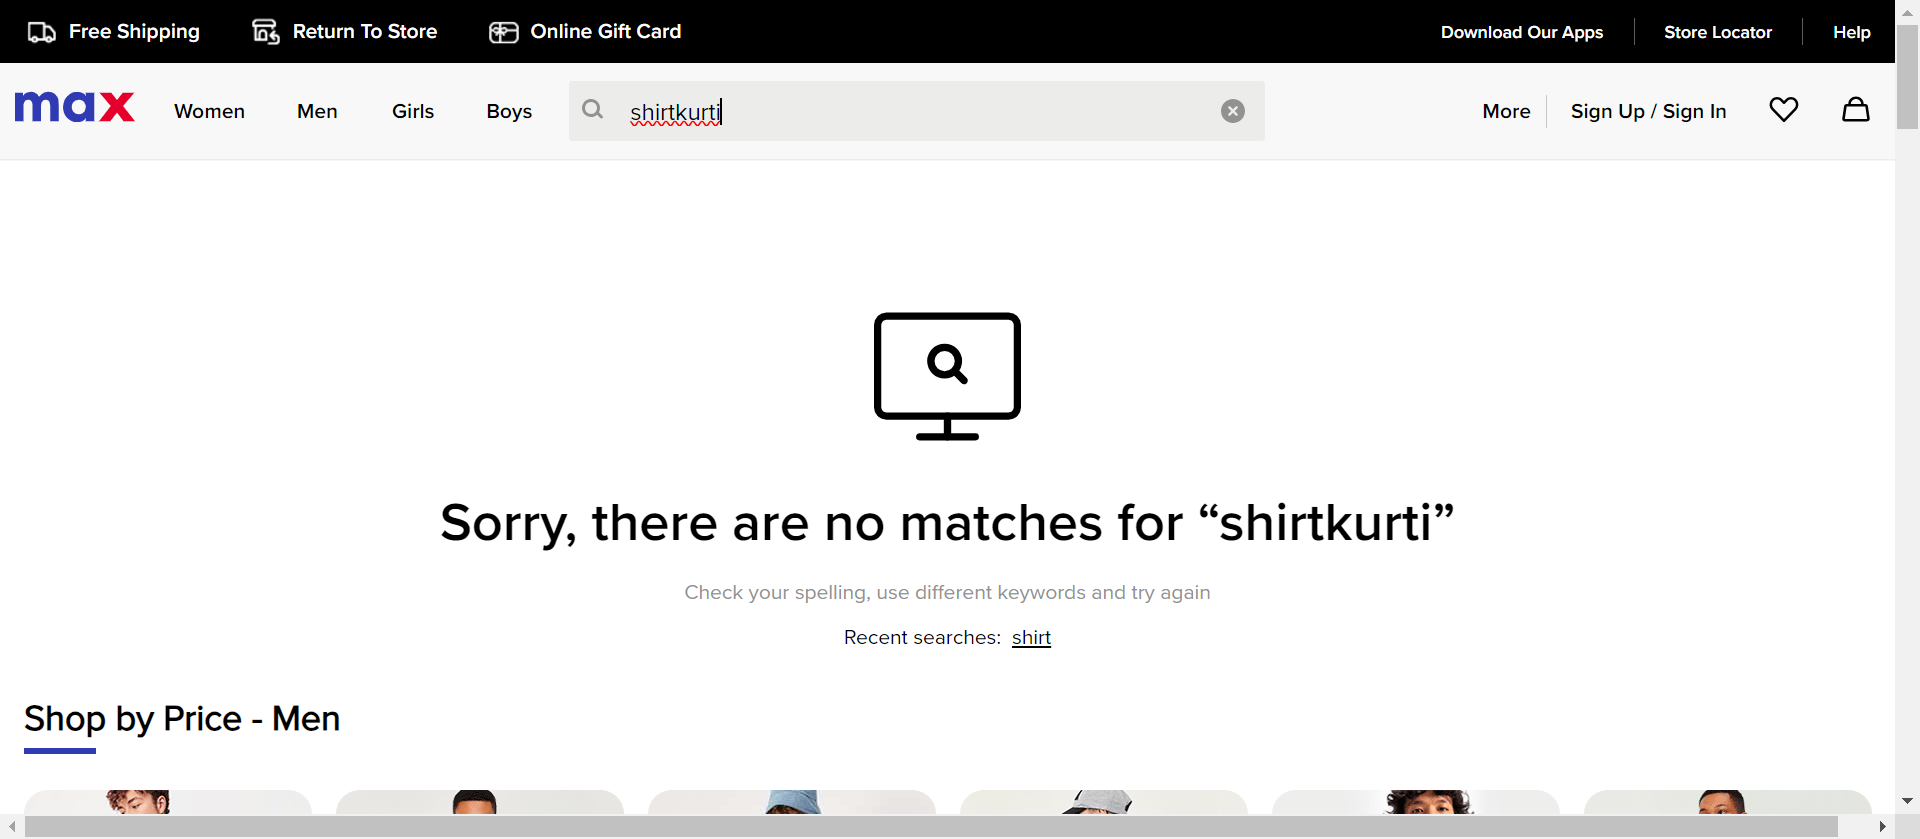 Free Shipping
Return To Store
Online Gift Card
Download Our Apps
Store Locator
Help
max
Women
Men
Girls
Boys
shirtkurti
More
Sign Up / Sign In
Sorry, there are no matches for “shirtkurti”
Check your spelling, use different keywords and try again
Recent searches: shirt
Shop by Price - Men